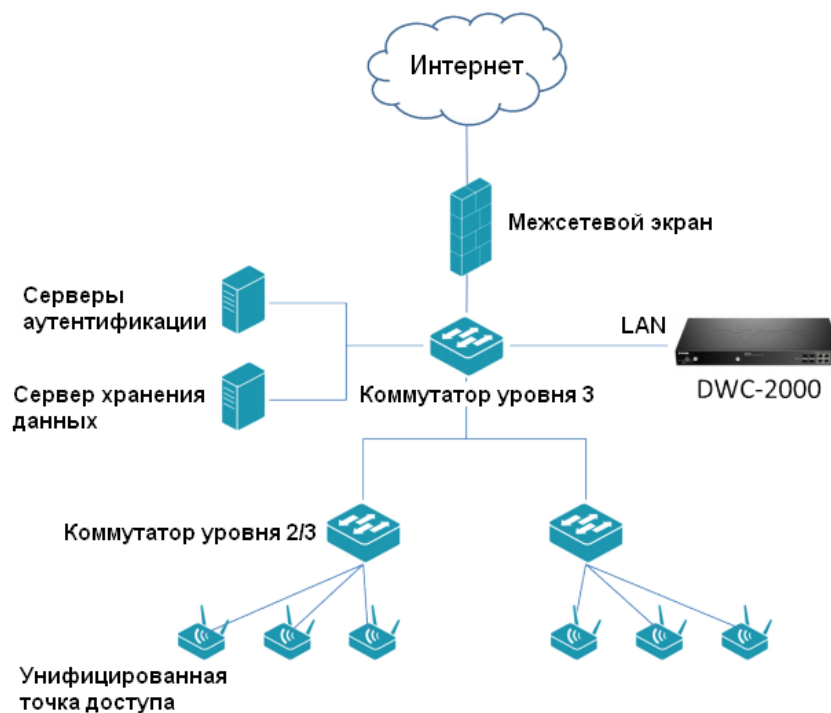 Интернет
Межсетевой экран
Серверы
аутентификации
LAN
DWC-2000
Сервер хранения
данных
Коммутатор уровня 3
Коммутатор уровня 2/3
Унифицированная
точка доступа